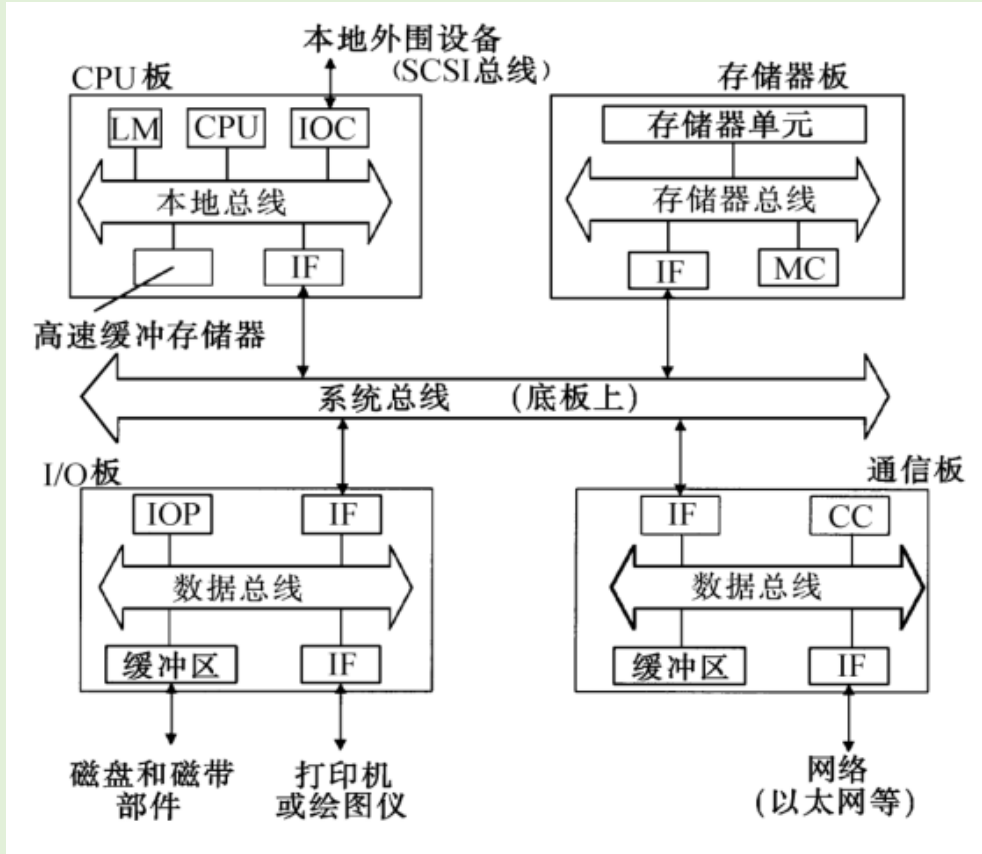 本地外围设备
(SCSI总线)
CPU板
存储器板
LM
CPU
IOC
存储器单元
本地总线
存储器总线
IF
IF
MC
高速缓冲存储器
系统总线 (底板上)
I/O板
通信板
IOP
IF
IF
CC
数据总线
数据总线
缓冲区
IF
缓冲区
IF
磁盘和磁带
部件
打印机
或绘图仪
网络
(以太网等)